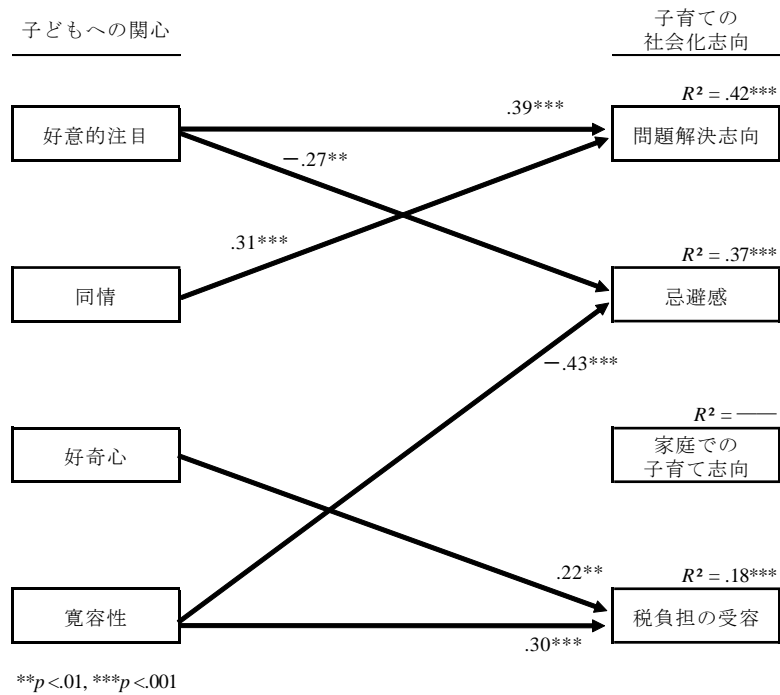 子どもへの関心
子育ての
社会化志向
R² = .42***
好意的注目
.39***
問題解決志向
−.27**
.31***
R² = .37***
同情
忌避感
−.43***
R² = ——
好奇心
家庭での
子育て志向
.22**
R² = .18***
寛容性
税負担の受容
.30***
**p<.01, ***p<.001